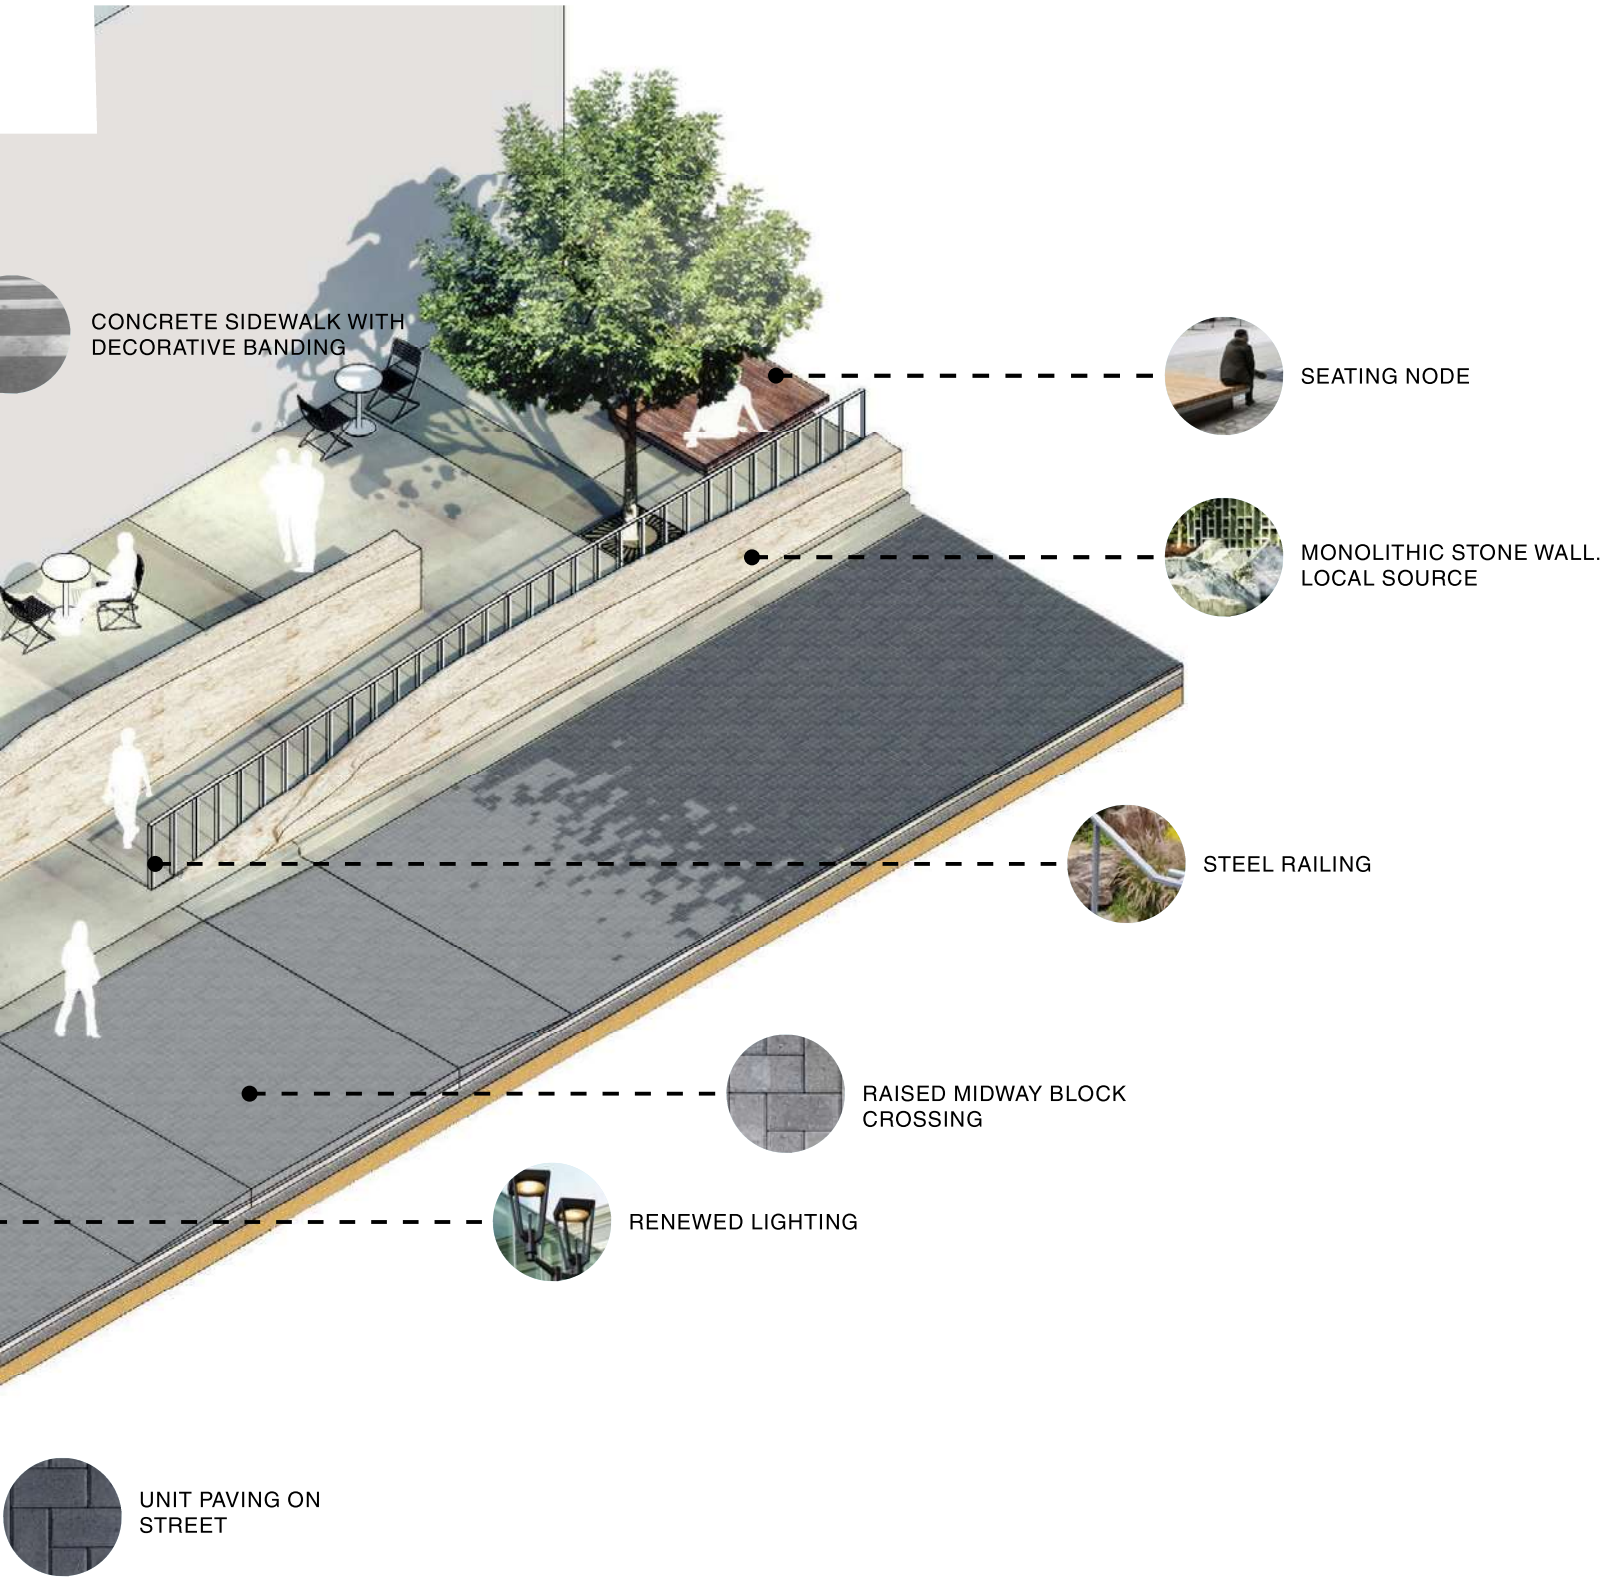 CONCRETE SIDEWALK WITH
DECORATIVE BANDING
SEATING NODE
MONOLITHIC STONE WALL.
LOCAL SOURCE
STEEL RAILING
RAISED MIDWAY BLOCK
CROSSING
RENEWED LIGHTING
UNIT PAVING ON
STREET